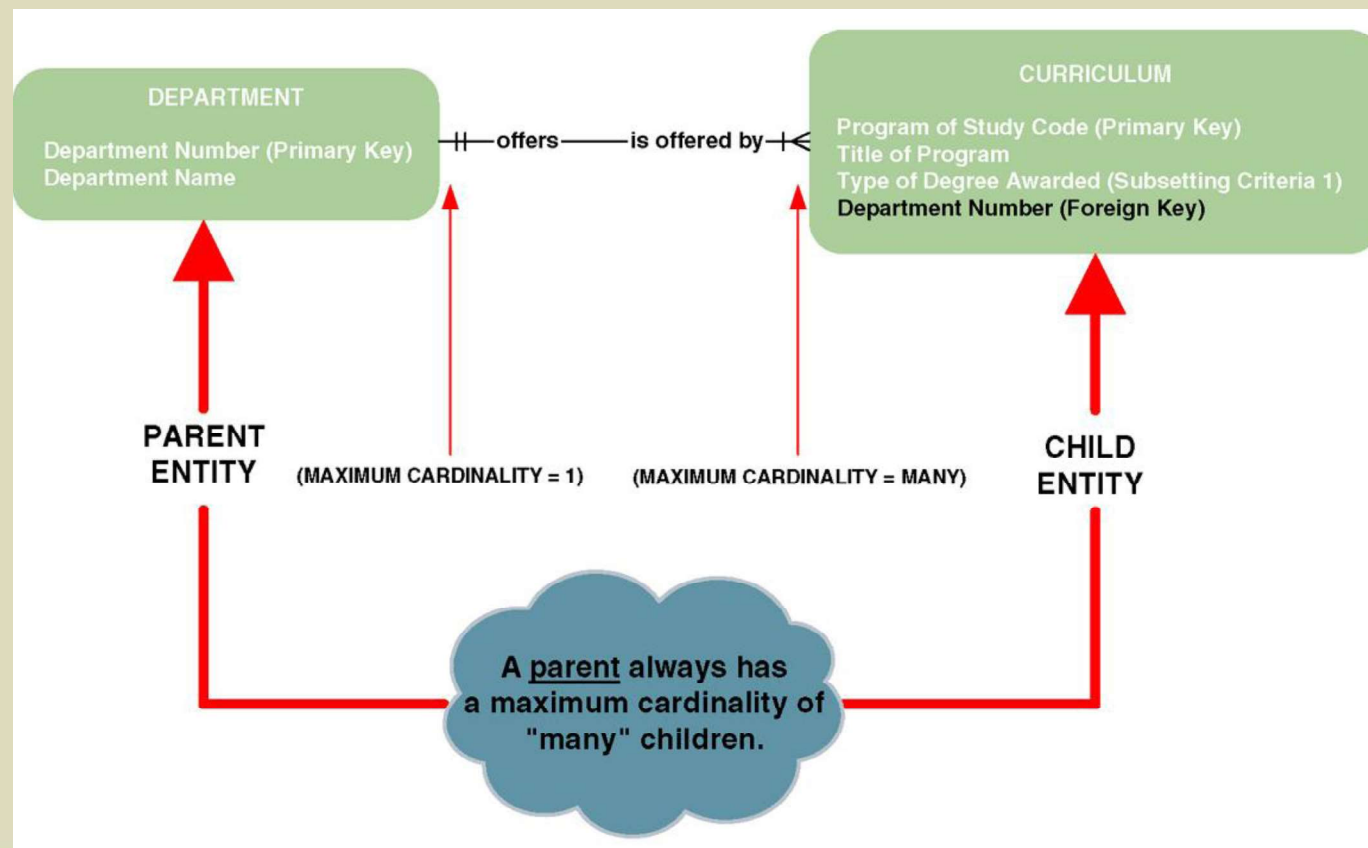 DEPARTMENT
Department Number (Primary Key)
Department Name
offers
is offered by
CURRICULUM
Program of Study Code (Primary Key)
Title of Program
Type of Degree Awarded (Subsetting Criteria 1)
Department Number (Foreign Key)
PARENT
ENTITY
(MAXIMUM CARDINALITY = 1)
(MAXIMUM CARDINALITY = MANY)
CHILD
ENTITY
A parent always has
a maximum cardinality of
"many" children.